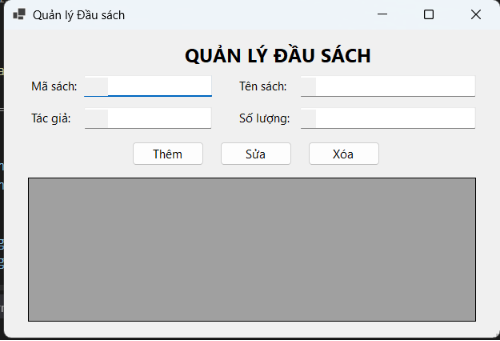 Quản lý Đầu sách
QUẢN LÝ ĐẦU SÁCH
Mã sách: Tên sách:
Tác giả: Số lượng:
Thêm Sửa Xóa